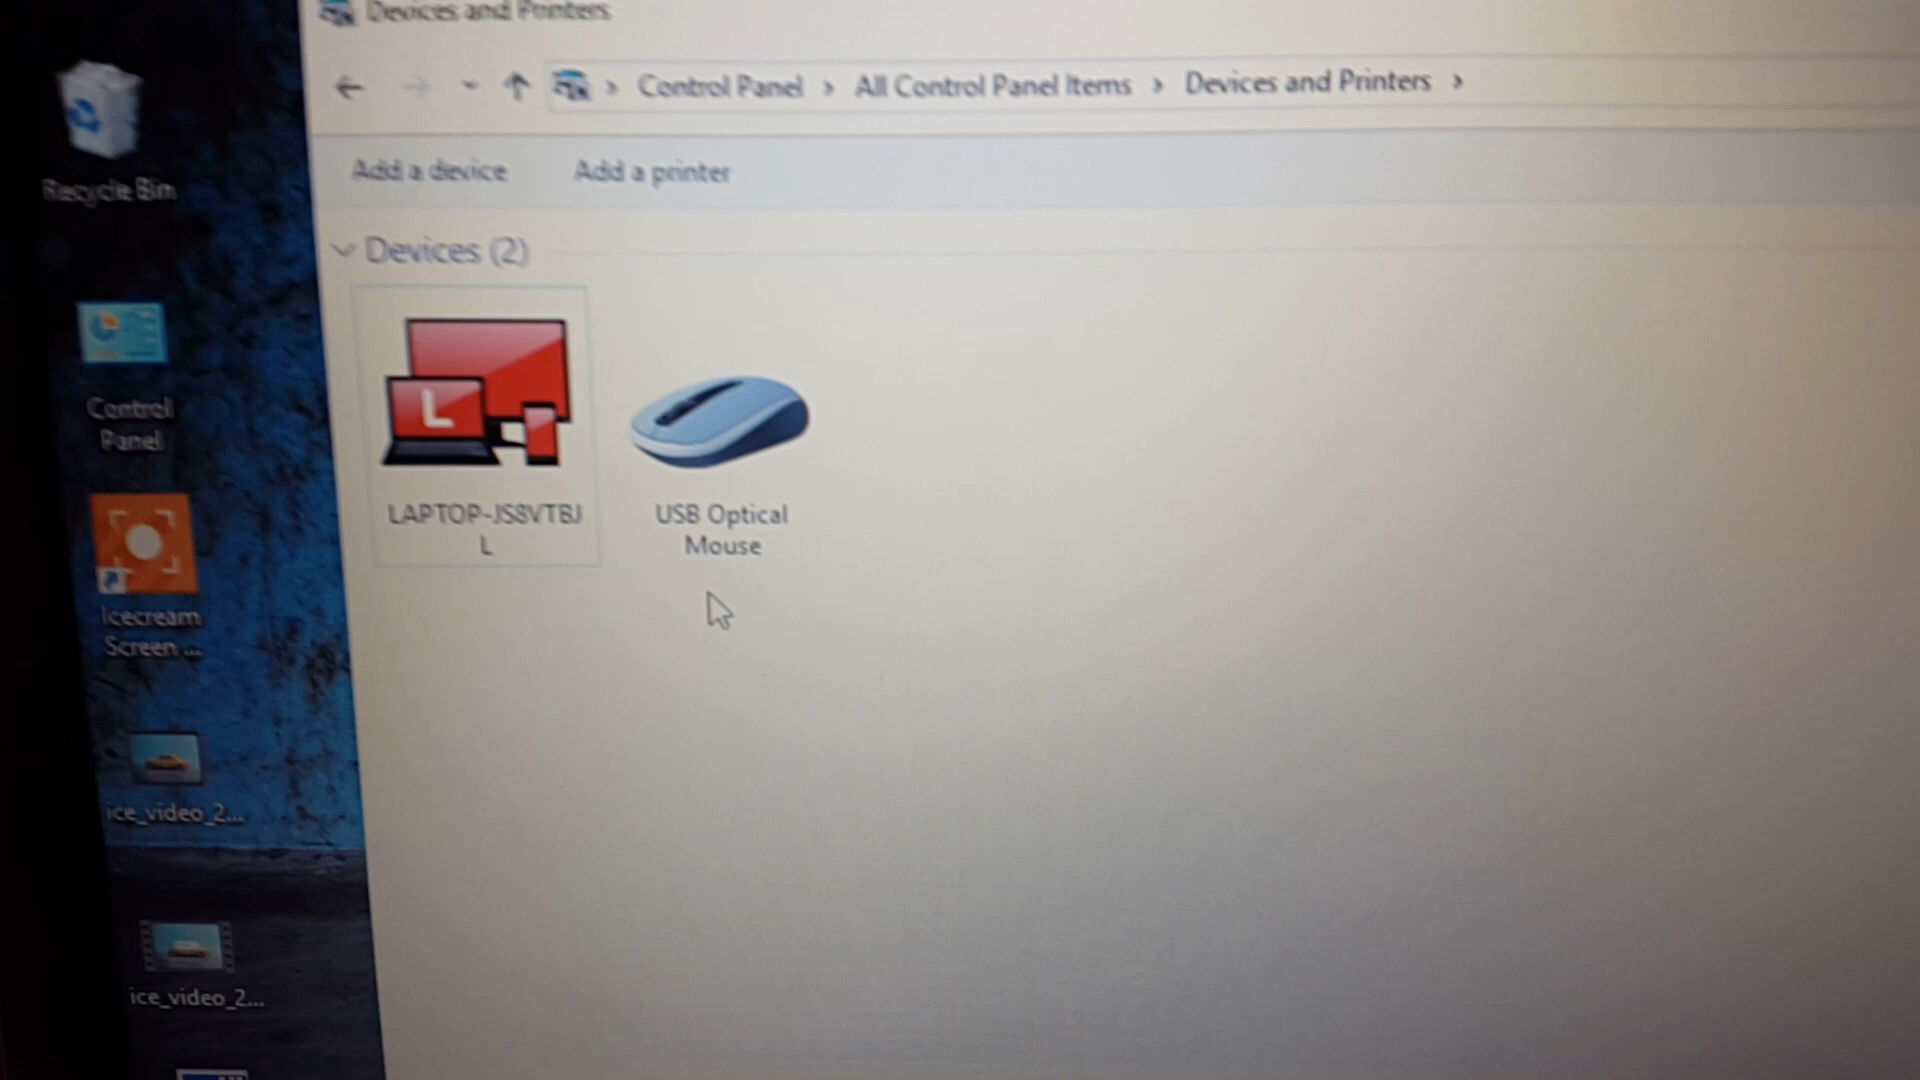 Devices and Printers
Control Panel > All Control Panel Items > Devices and Printers >
Add a device Add a printer
Devices (2)
L
LAPTOP-JS8VTBJ
L
USB Optical
Mouse
Recycle Bin
Control
Panel
Icecream
Screen ...
ice_video_2...
ice_video_2...